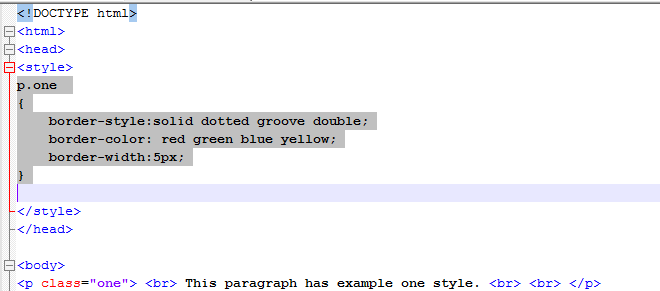 <!DOCTYPE html>
<html>
<head>
<style>
p.one
{
    border-style:solid dotted groove double;
    border-color: red green blue yellow;
    border-width:5px;
}
</style>
</head>
<body>
<p class="one"> <br> This paragraph has example one style. <br> <br> </p>